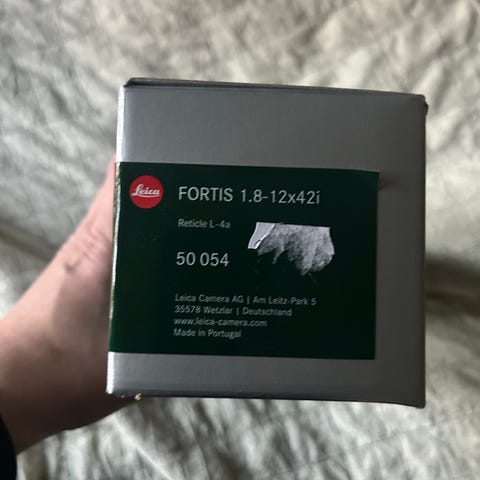 Leica
FORTIS 1.8-12x42i
Reticle L-4a
50 054
Leica Camera AG | Am Leitz-Park 5
35578 Wetzlar | Deutschland
www.leica-camera.com
Made in Portugal